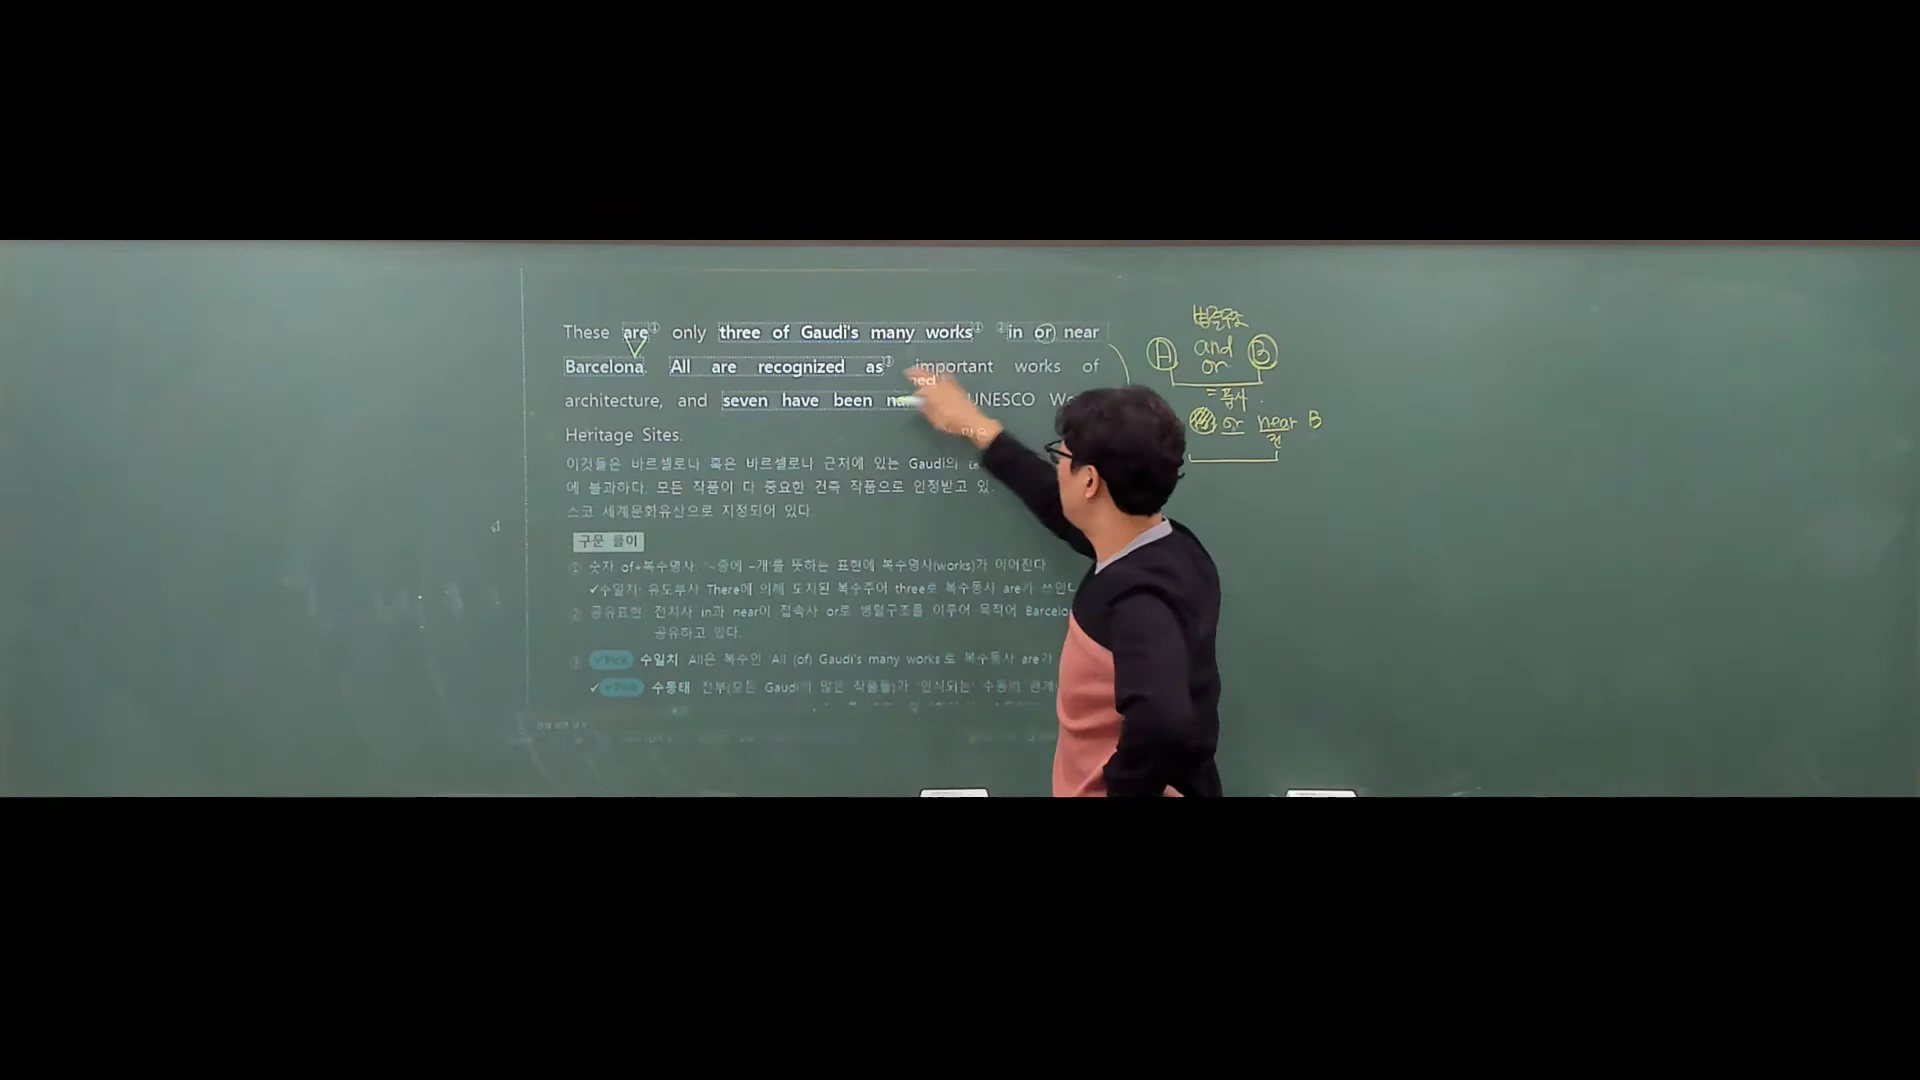 These are① only three of Gaudi's many works① ②in or near
Barcelona. All are recognized as③ important works of
architecture, and seven have been UNESCO
Heritage Sites.
이것들은 바르셀로나 혹은 바르셀로나 근처에 있는 Gaudi의
에 불과하다. 모든 작품이 다 중요한 건축 작품으로 인정받고 있
스코 세계문화유산으로 지정되어 있다.
구문 풀이
① 숫자 of+복수명사: '~중에 –개'를 뜻하는 표현에 복수명사(works)가 이어진다
✓수일치: 유도부사 There에 의해 도치된 복수주어 three로 복수동사 are가 쓰인
② 공유표현: 전치사 in과 near이 접속사 or로 병렬구조를 이루어 목적어
공유하고 있다.
③ ✓Pick 수일치 All은 복수인 'All (of) Gaudi's many works'로 복수동사 are가
✓ ✓Pick 수동태 전부(모든 Gaudi의 많은 작품들)가 '인식되는' 수동의 관계
병렬구조
A and B
or
= 품사
or near B
전